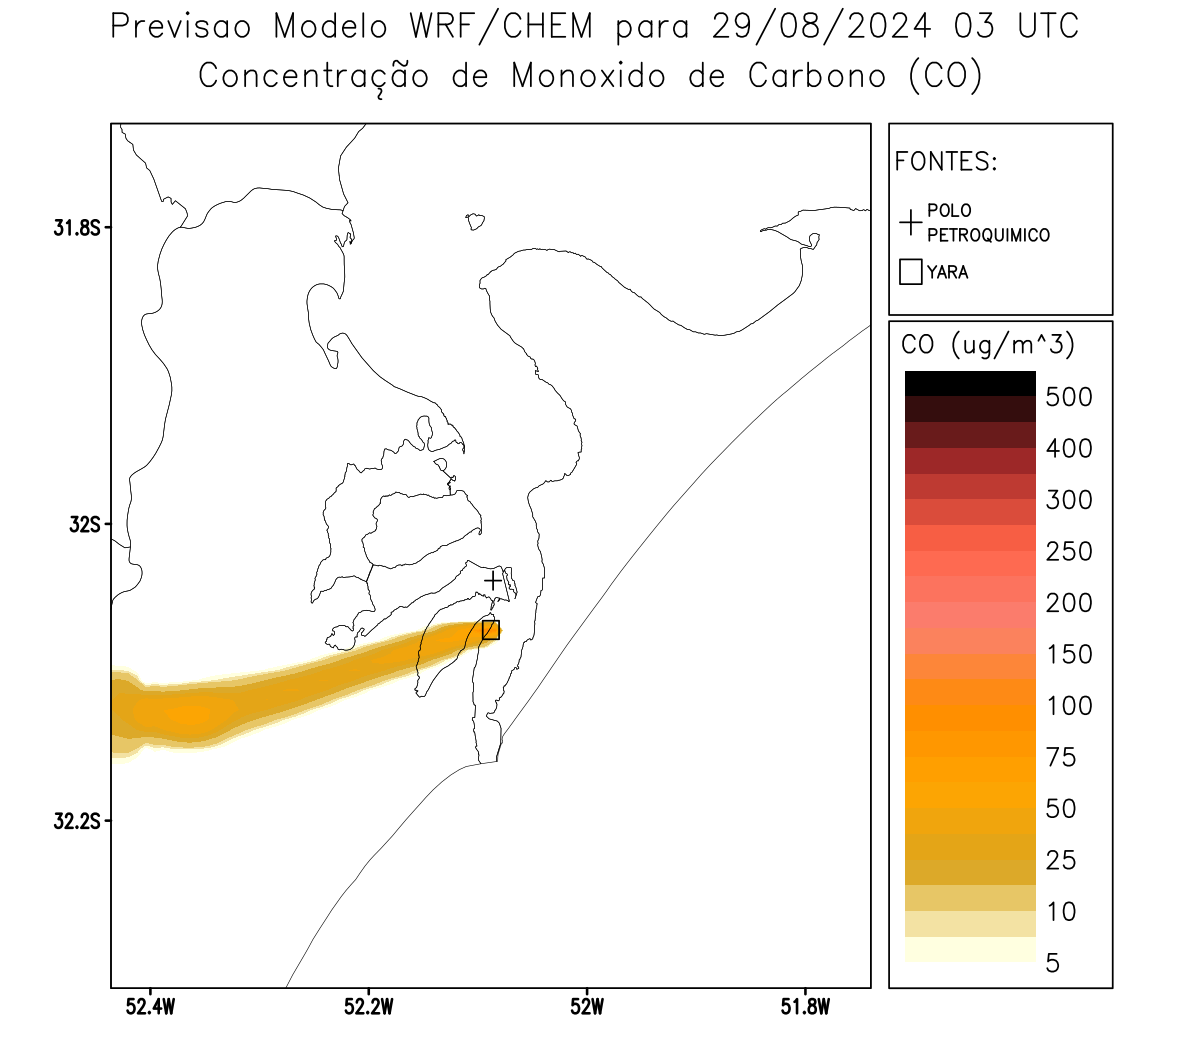 Previsao Modelo WRF/CHEM para 29/08/2024 03 UTC
Concentração de Monoxido de Carbono (CO)
FONTES:
POLO
PETROQUIMICO
YARA
CO (ug/m^3)
500
400
300
250
200
150
100
75
50
25
10
5
31.8S
32S
32.2S
52.4W
52.2W
52W
51.8W